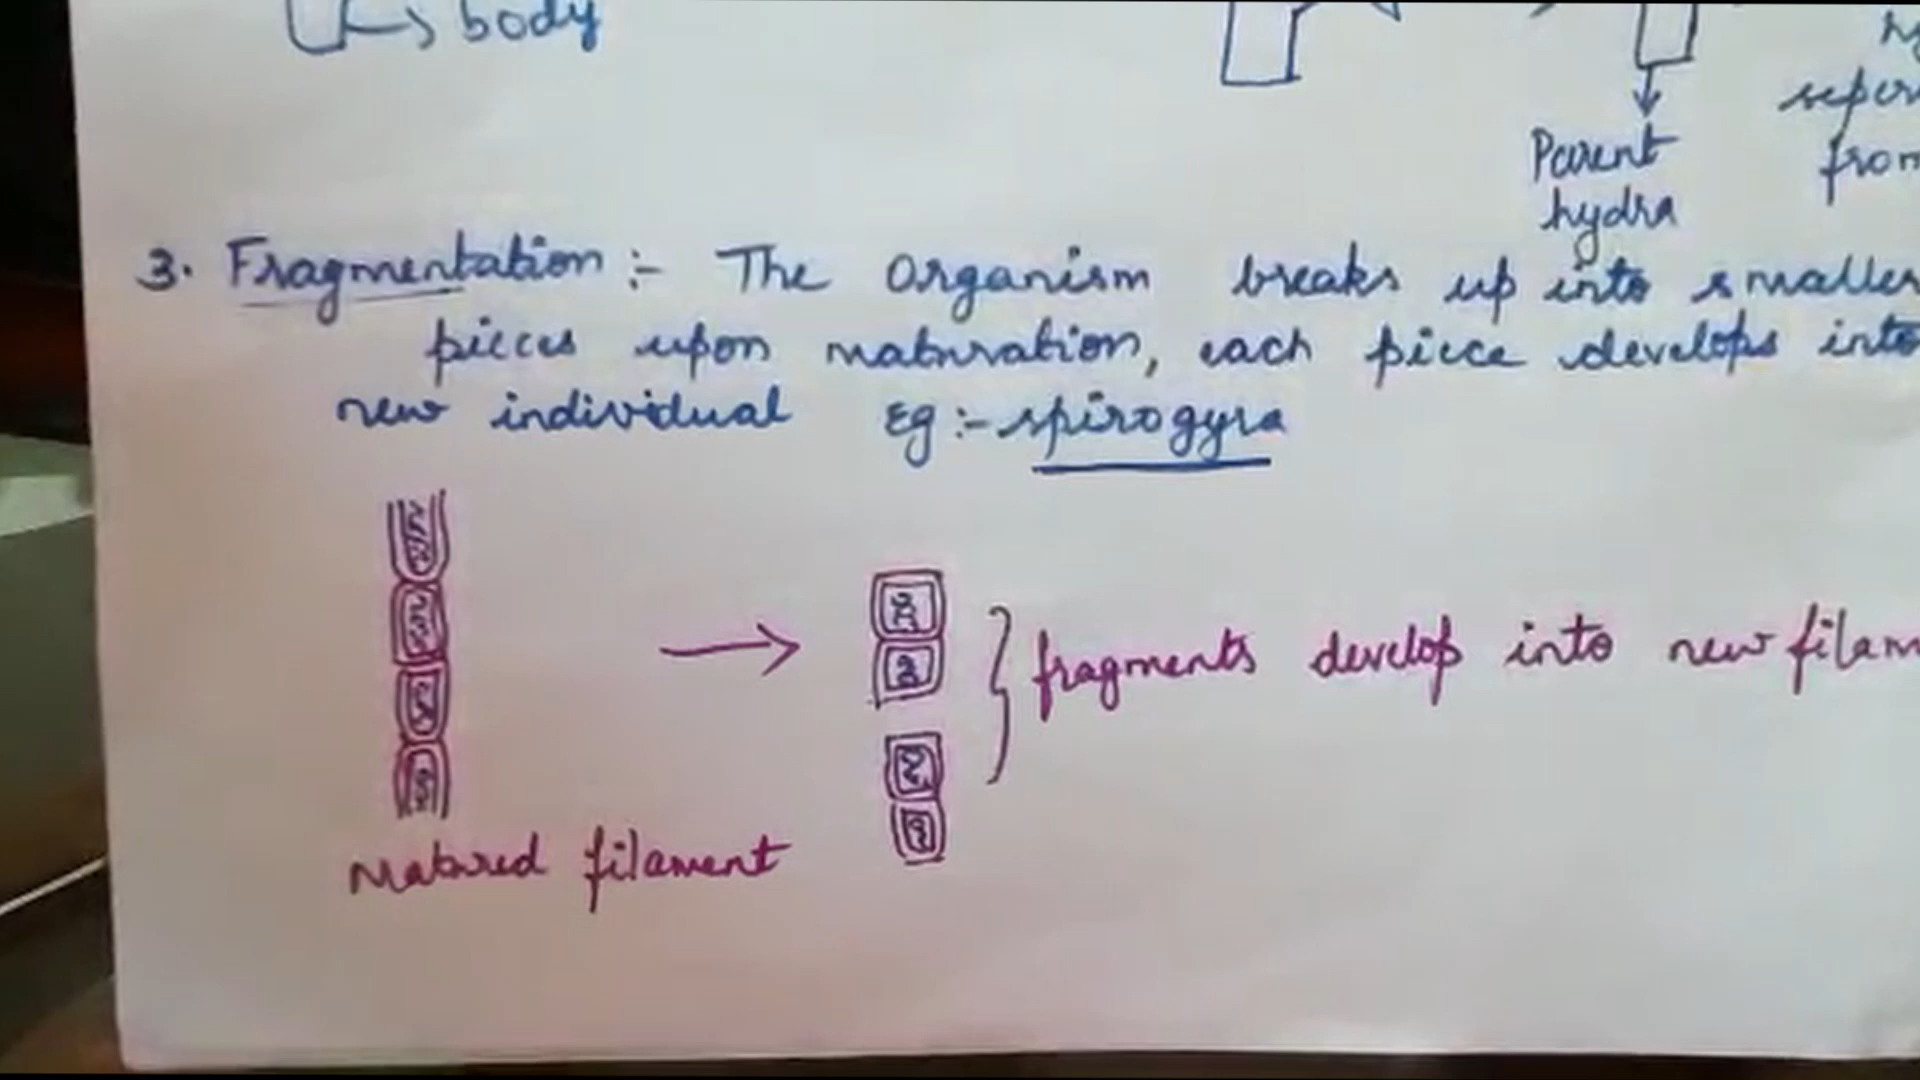 body
Parent
hydra
from
3. Fragmentation :- The organism breaks up into smaller
pieces upon maturation, each piece develops into
new individual Eg :- spirogyra
fragments develop into new filam
Matured filament